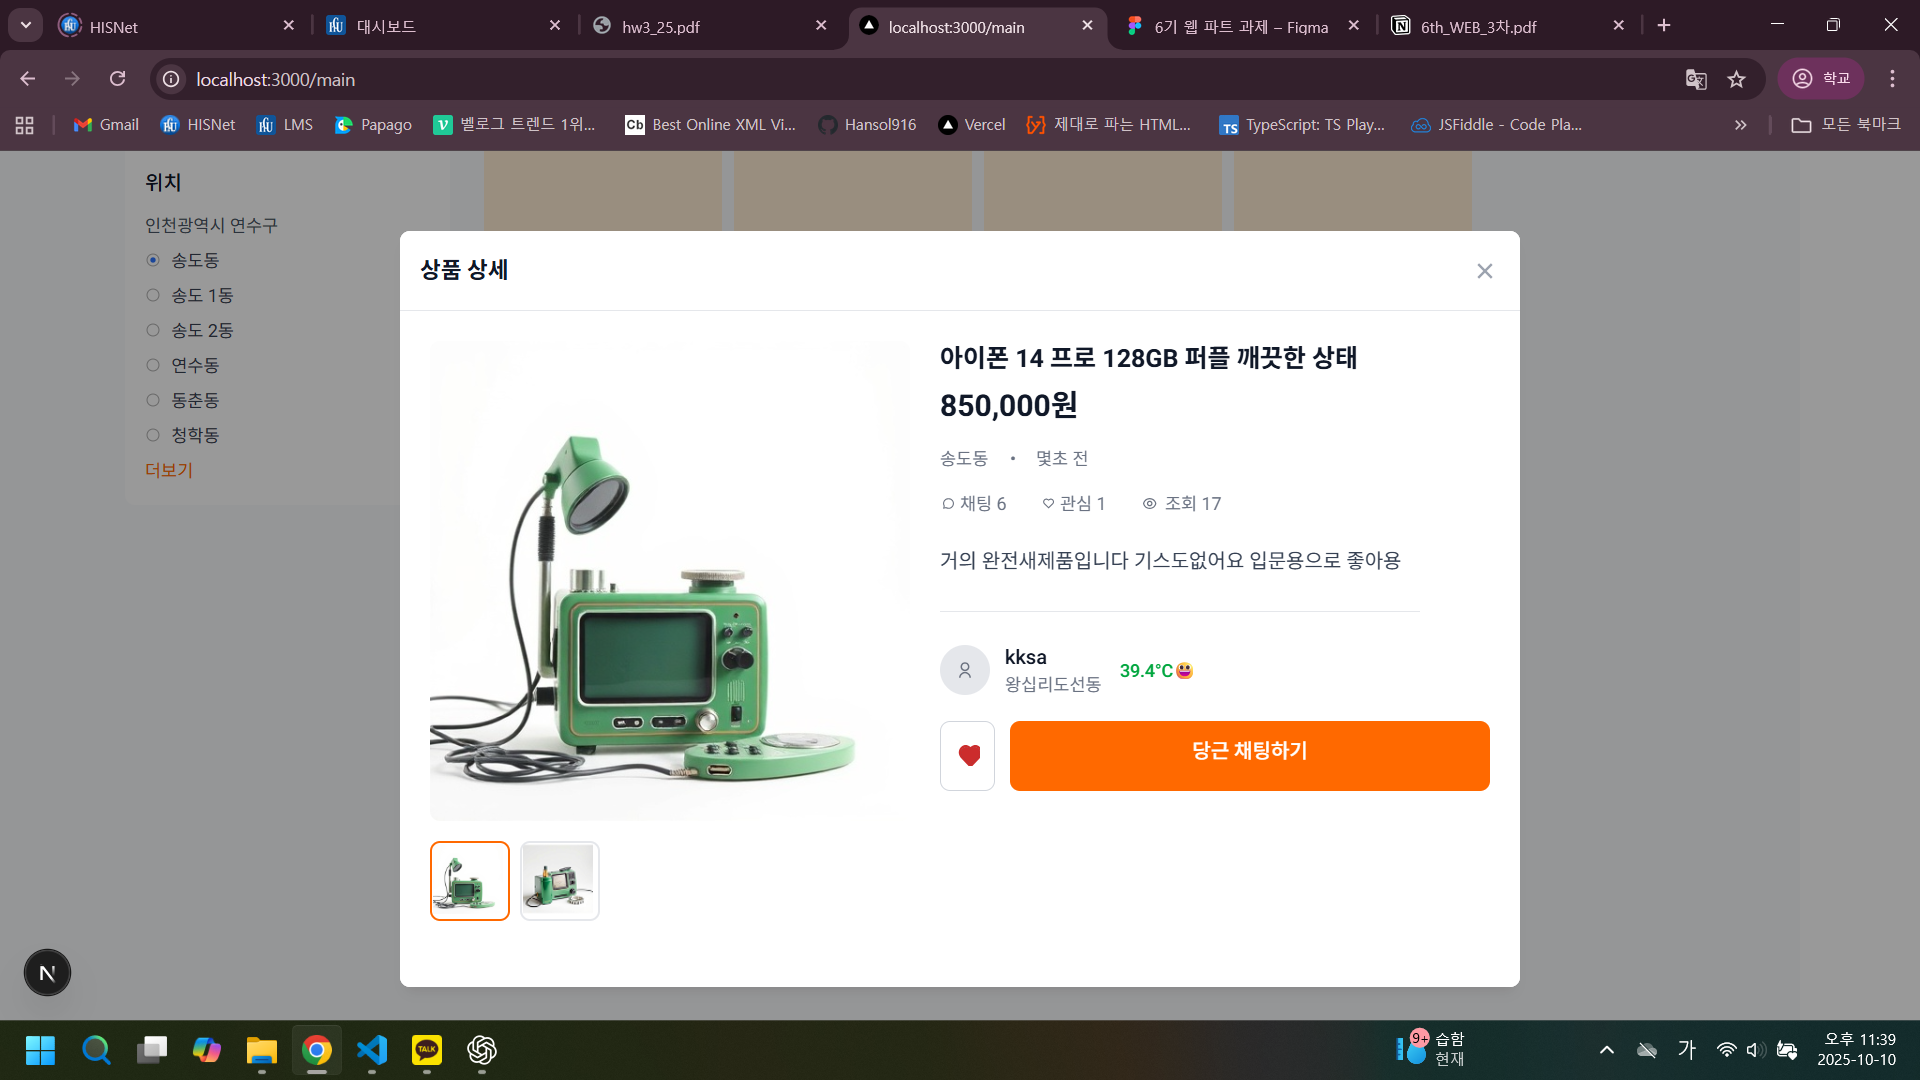 HISNet
대시보드
hw3_25.pdf
localhost:3000/main
6기 웹 파트 과제 – Figma
6th_WEB_3차.pdf
localhost:3000/main
학교
Gmail
HISNet
LMS
Papago
벨로그 트렌드 1위...
Cb
Best Online XML Vi...
Hansol916
Vercel
제대로 파는 HTML...
TS
TypeScript: TS Play...
JSFiddle - Code Pla...
모든 북마크
위치
인천광역시 연수구
송도동
송도 1동
송도 2동
연수동
동춘동
청학동
더보기
상품 상세
아이폰 14 프로 128GB 퍼플 깨끗한 상태
850,000원
송도동 • 몇초 전
채팅 6 관심 1 조회 17
거의 완전새제품입니다 기스도없어요 입문용으로 좋아용
kksa
왕십리도선동
39.4°C
당근 채팅하기
N
TALK
9+
습함
현재
가
오후 11:39
2025-10-10